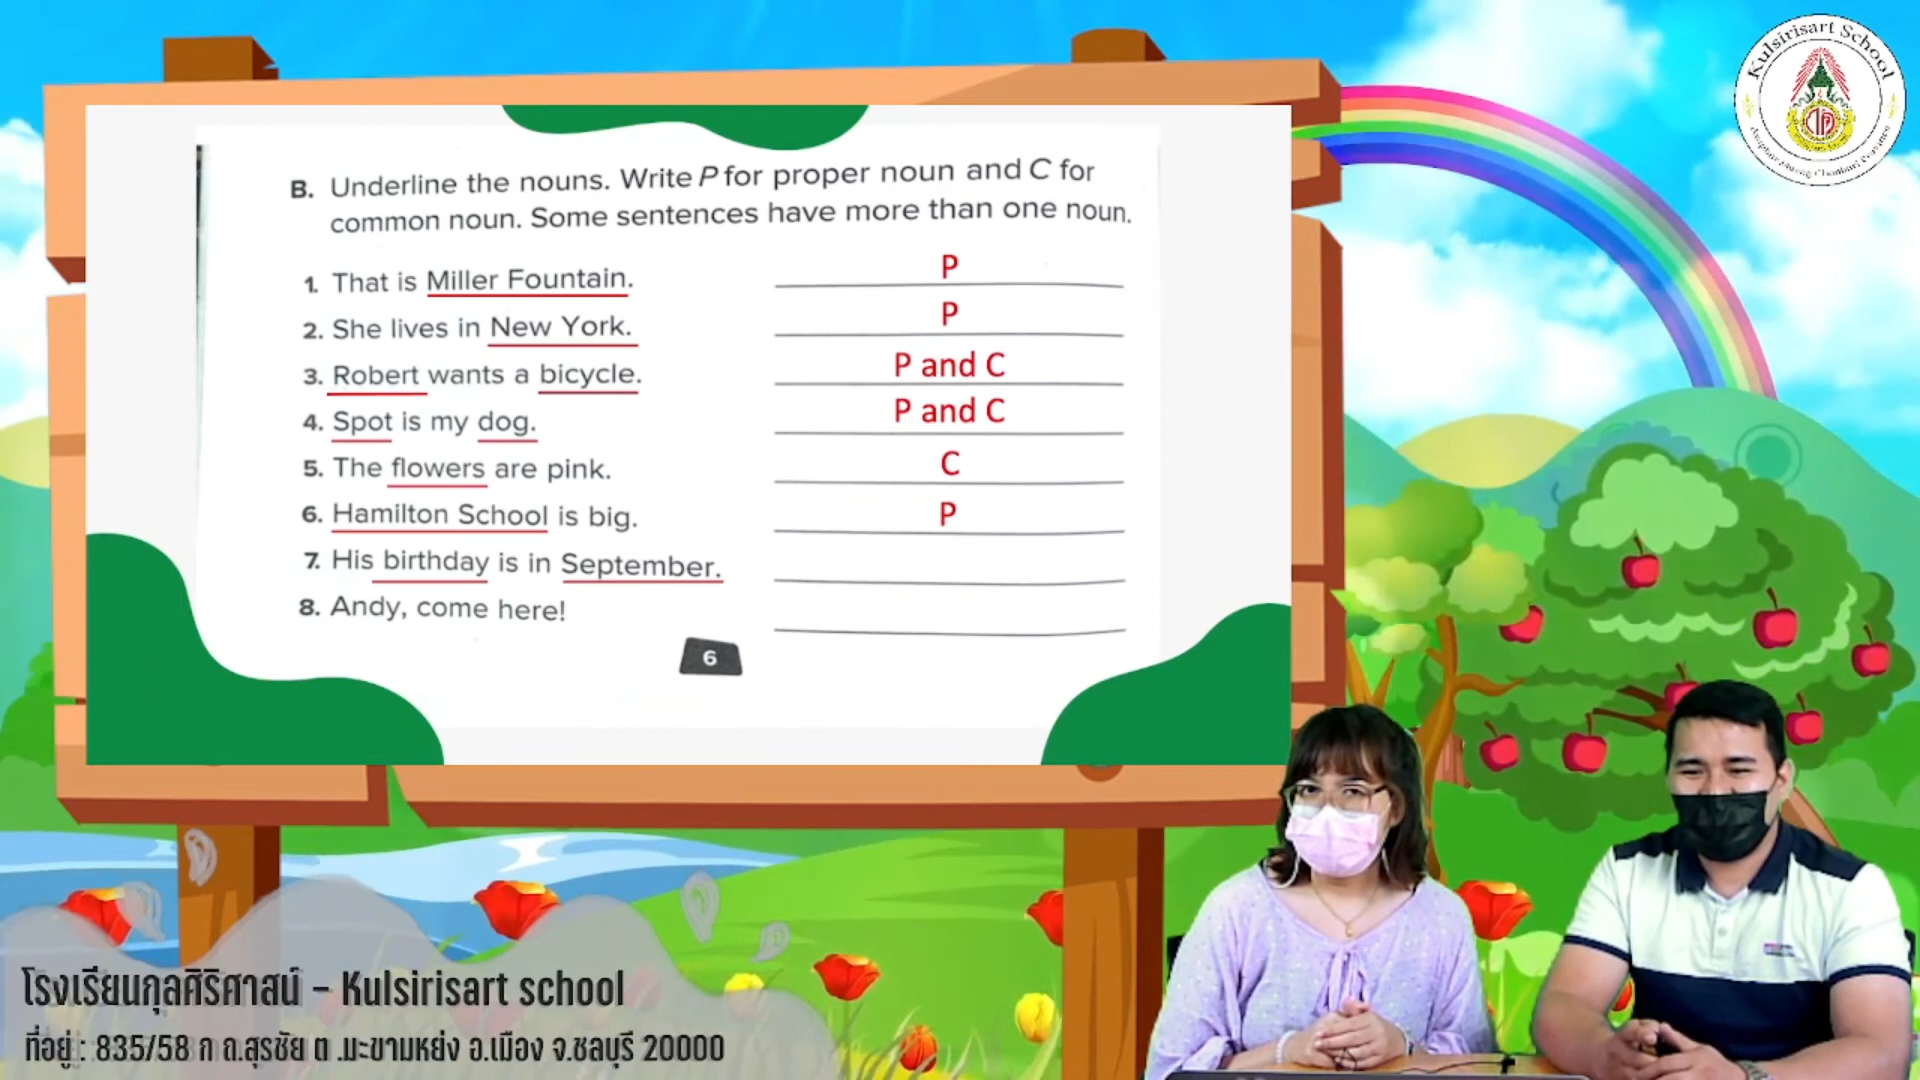 Kulsirisart School
B. Underline the nouns. Write P for proper noun and C for
common noun. Some sentences have more than one noun.
1. That is Miller Fountain. P
2. She lives in New York. P
3. Robert wants a bicycle. P and C
4. Spot is my dog. P and C
5. The flowers are pink. C
6. Hamilton School is big. P
7. His birthday is in September.
8. Andy, come here!
6
โรงเรียนกุลศิริศาสน์ - Kulsirisart school
ที่อยู่ : 835/58 ก ถ.สุรชัย ต .มะขามหย่ง อ.เมือง จ.ชลบุรี 20000